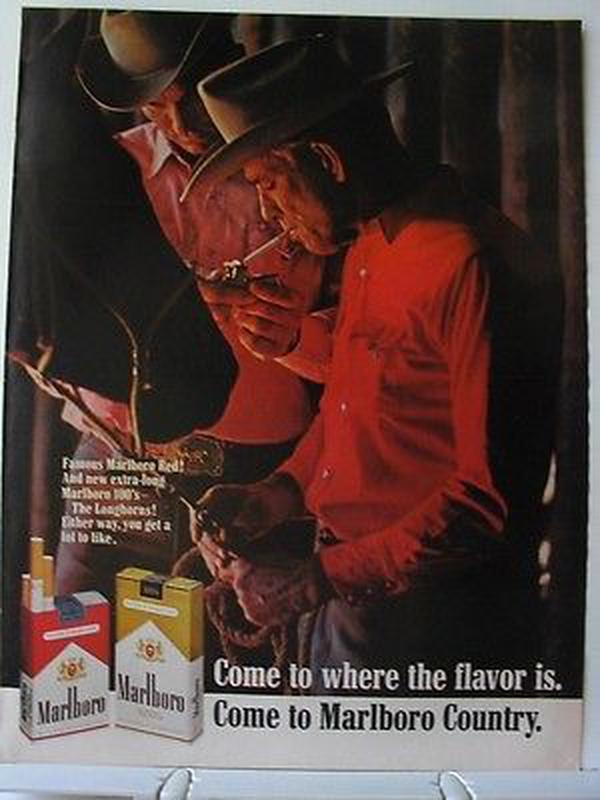 Famous Marlboro Red!
And new extra-long
Marlboro 100's–
The Longhorns!
Either way, you get a
lot to like.
Marlboro
Marlboro
Come to where the flavor is.
Come to Marlboro Country.